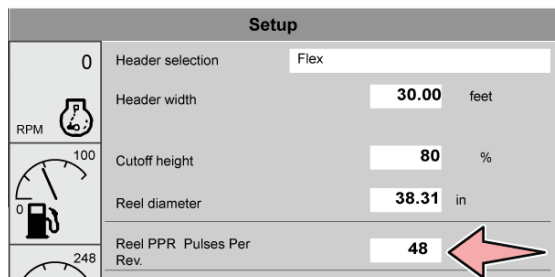 Setup
0
RPM
Header selection
Flex
Header width
30.00 feet
100
0
Cutoff height
80 %
Reel diameter
38.31 in
248
Reel PPR Pulses Per
Rev.
48